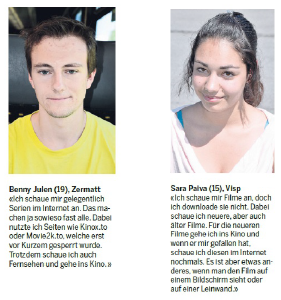 Benny Julen (19), Zermatt
«Ich schaue mir gelegentlich
Serien im Internet an. Das ma-
chen ja sowieso fast alle. Dabei
nutzte ich Seiten wie Kinox.to
oder Movie2k.to, welche erst
vor Kurzem gesperrt wurde.
Trotzdem schaue ich auch
Fernsehen und gehe ins Kino.»
Sara Paiva (15), Visp
«Ich schaue mir Filme an, doch
ich downloade sie nicht. Dabei
schaue ich neuere, aber auch
älter Filme. Für die neueren
Filme gehe ich ins Kino und
wenn er mir gefallen hat,
schaue ich diesen im Internet
nochmals. Es ist aber etwas an-
deres, wenn man den Film auf
einem Bildschirm sieht oder
auf einer Leinwand.»